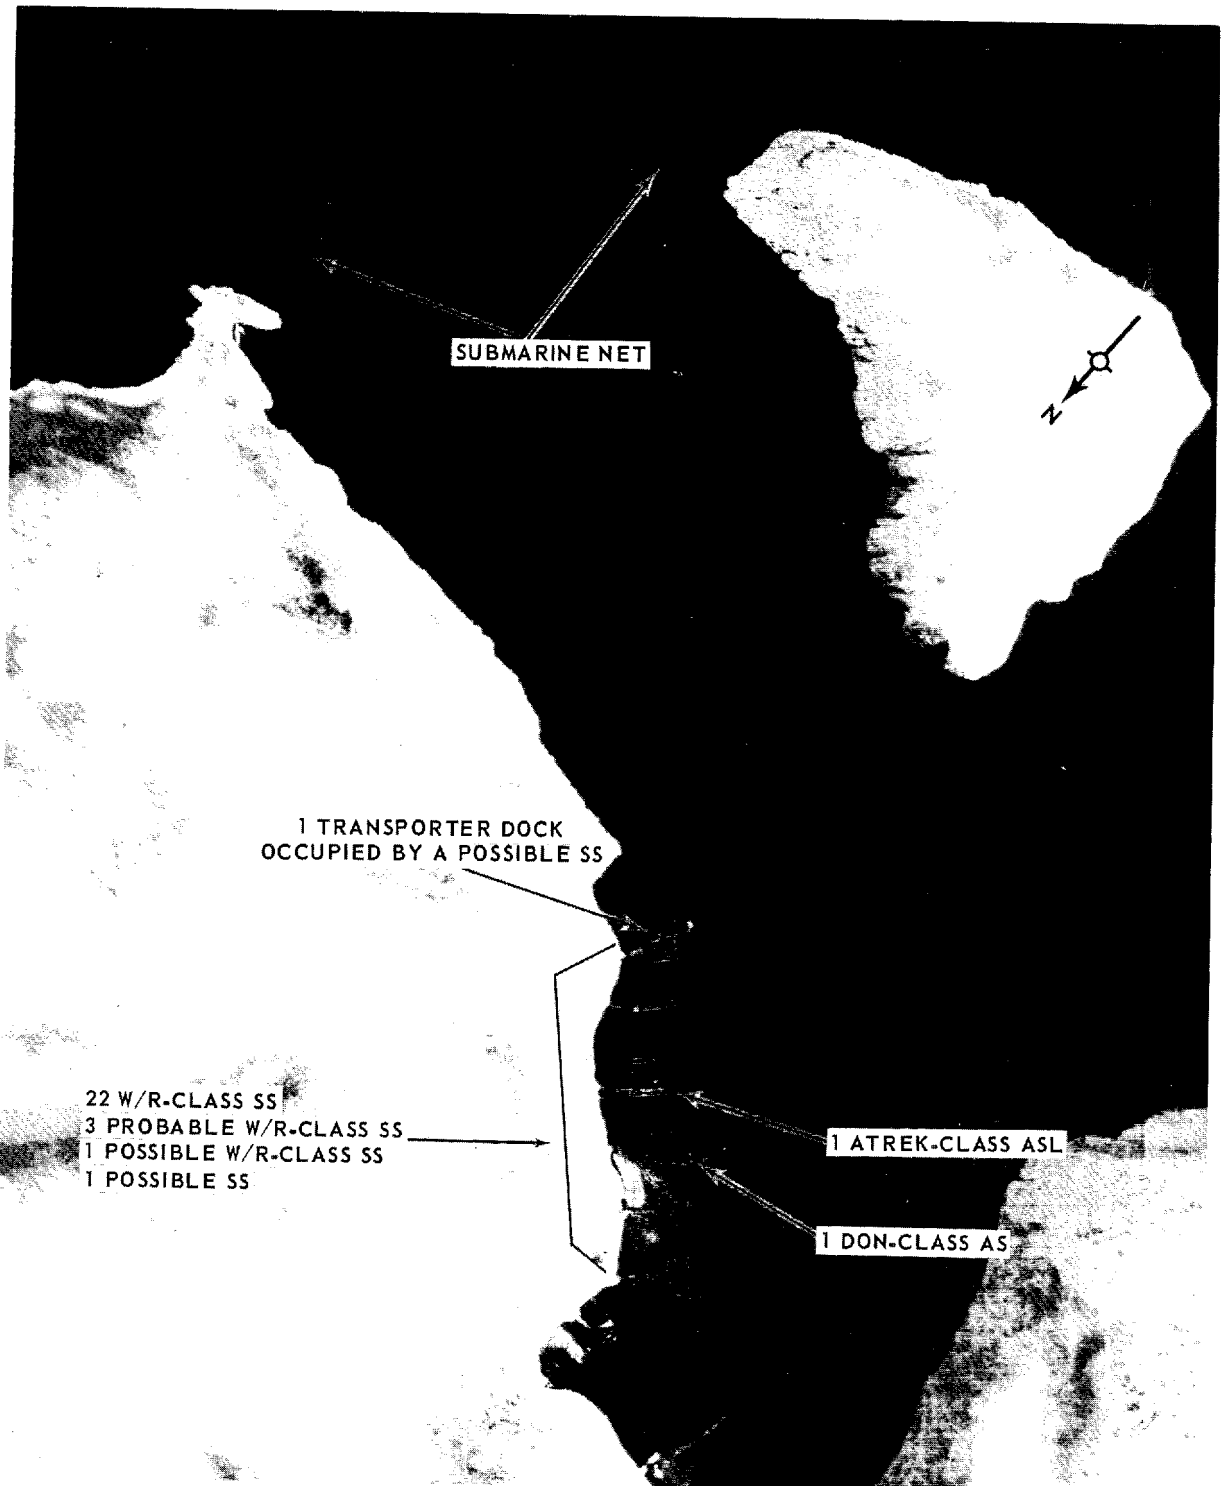 SUBMARINE NET
N
1 TRANSPORTER DOCK
OCCUPIED BY A POSSIBLE SS
22 W/R-CLASS SS
3 PROBABLE W/R-CLASS SS
1 POSSIBLE W/R-CLASS SS
1 POSSIBLE SS
1 ATREK-CLASS ASL
1 DON-CLASS AS